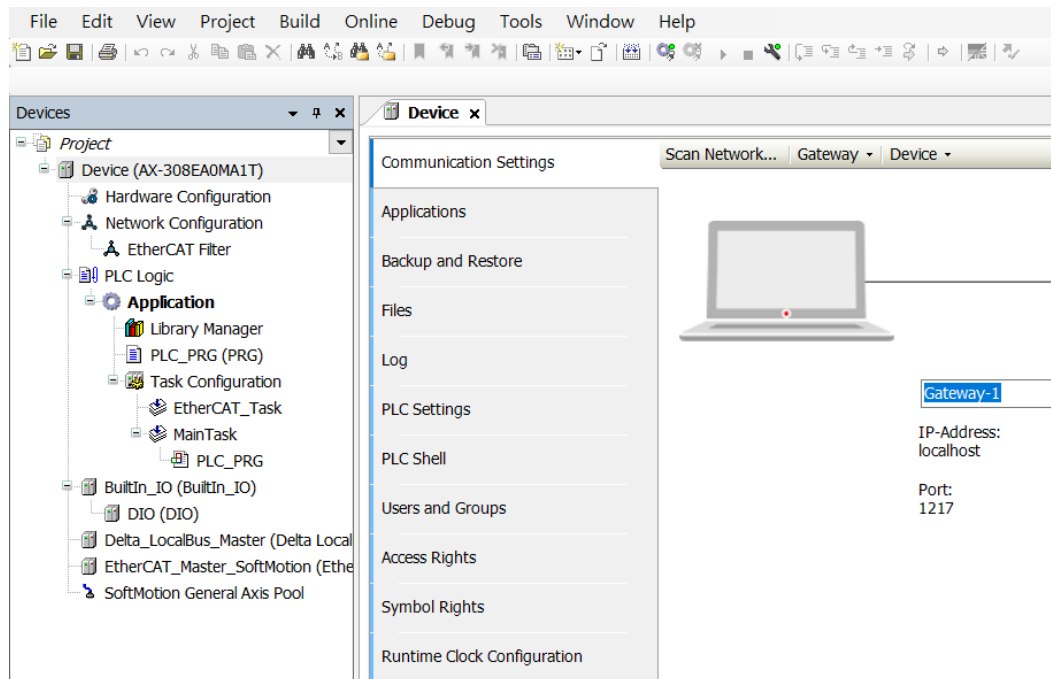 File Edit View Project Build Online Debug Tools Window Help
Devices
Device
Project
Device (AX-308EA0MA1T)
Hardware Configuration
Network Configuration
EtherCAT Filter
PLC Logic
Application
Library Manager
PLC_PRG (PRG)
Task Configuration
EtherCAT_Task
MainTask
PLC_PRG
BuiltIn_IO (BuiltIn_IO)
DIO (DIO)
Delta_LocalBus_Master (Delta Local
EtherCAT_Master_SoftMotion (Ethe
SoftMotion General Axis Pool
Communication Settings
Applications
Backup and Restore
Files
Log
PLC Settings
PLC Shell
Users and Groups
Access Rights
Symbol Rights
Runtime Clock Configuration
Scan Network... Gateway Device
Gateway-1
IP-Address:
localhost
Port:
1217